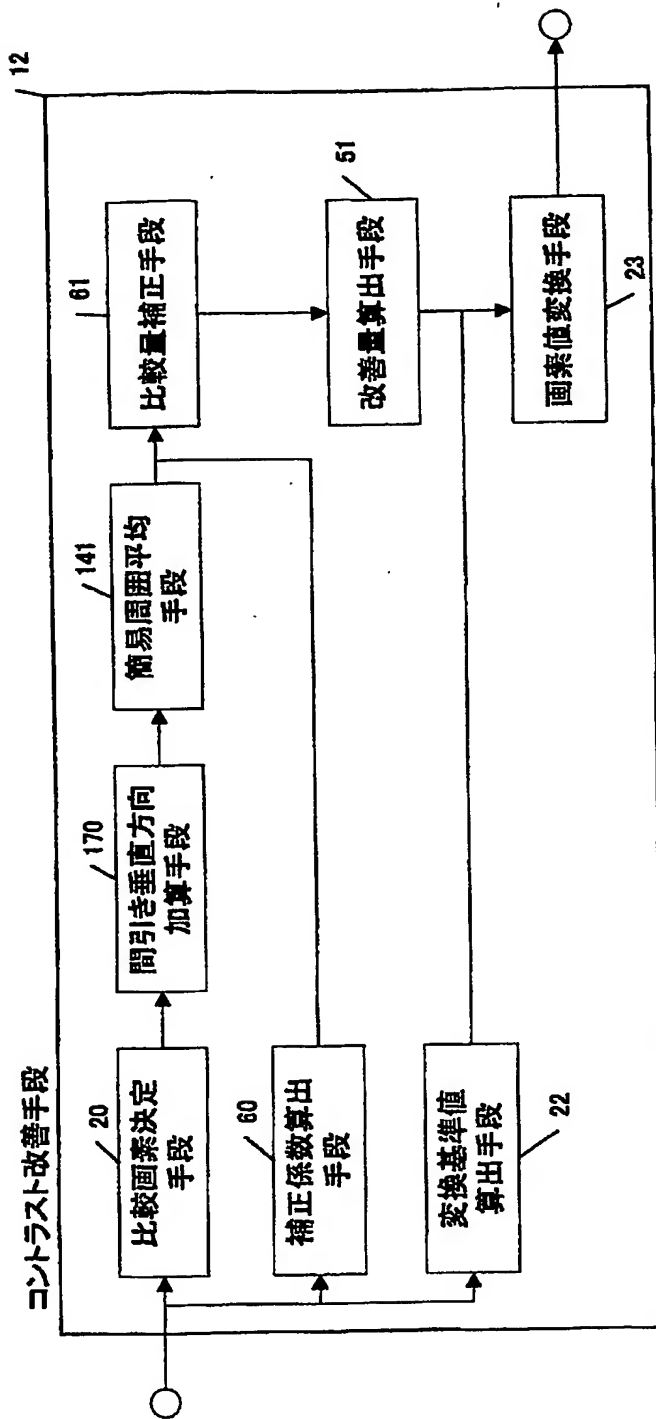 コントラスト改善手段
12
20
比較画素決定
手段
170
間引き垂直方向
加算手段
141
簡易周囲平均
手段
61
比較量補正手段
60
補正係数算出
手段
51
改善量算出手段
変換基準値
算出手段
22
画素値変換手段
23